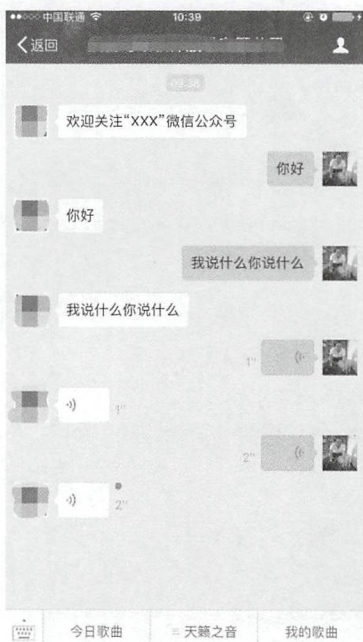 中国联通
10:39
返回
09:38
欢迎关注“XXX”微信公众号
你好
你好
我说什么你说什么
我说什么你说什么
1"
1"
2"
2"
今日歌曲
天籁之音
我的歌曲